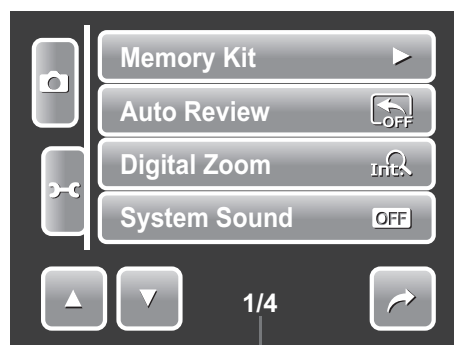 Memory Kit
Auto Review OFF
Digital Zoom Int.
System Sound OFF
1/4